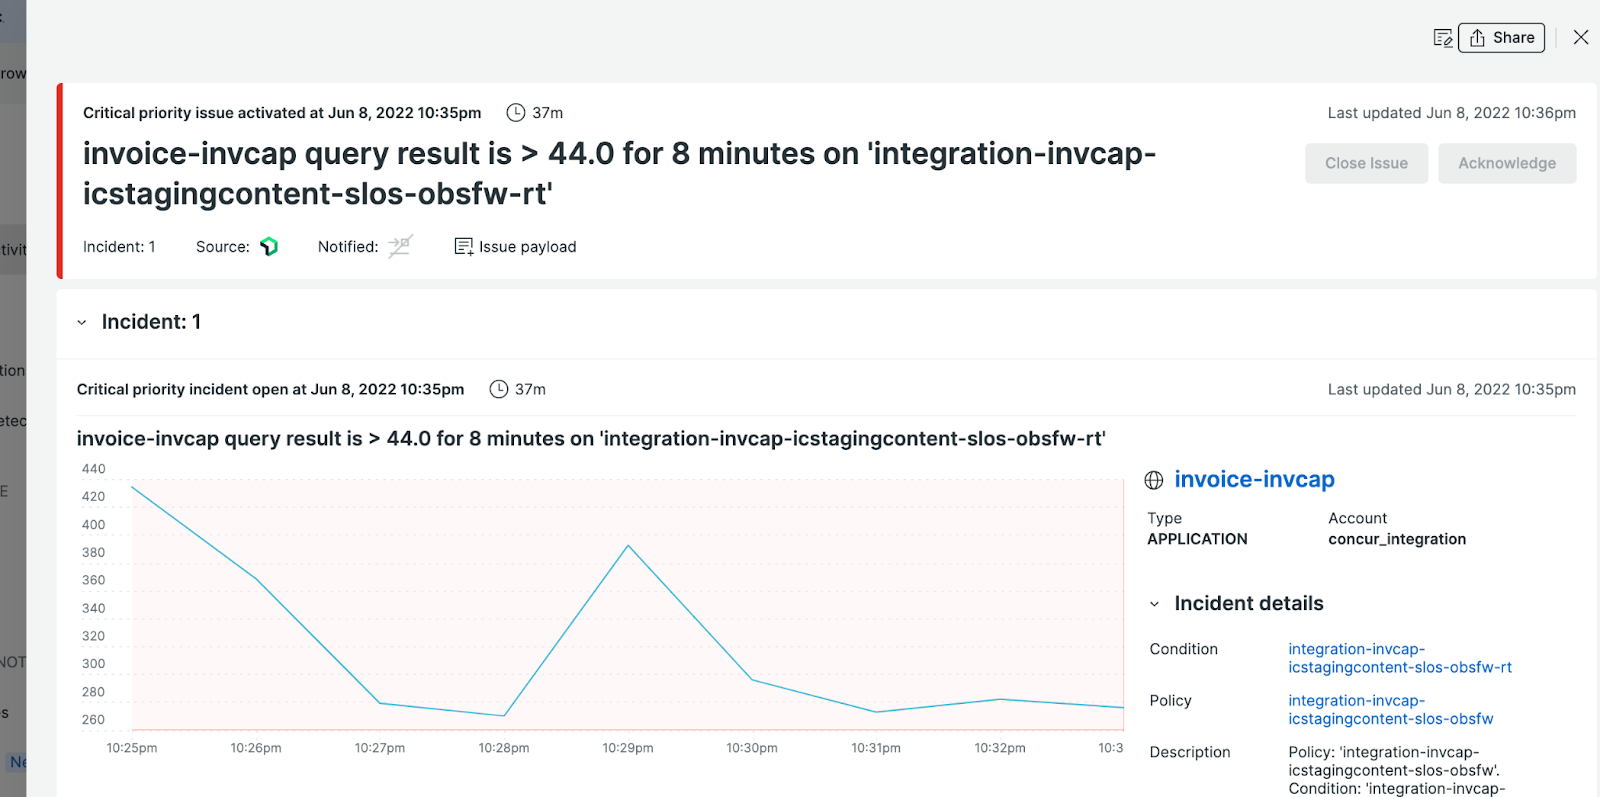 row
tivit
tion
etec
E
NOT
s
Ne
Share
Critical priority issue activated at Jun 8, 2022 10:35pm 37m
Last updated Jun 8, 2022 10:36pm
invoice-invcap query result is > 44.0 for 8 minutes on 'integration-invcap-
icstagingcontent-slos-obsfw-rt'
Close Issue Acknowledge
Incident: 1 Source: Notified: Issue payload
Incident: 1
Critical priority incident open at Jun 8, 2022 10:35pm 37m
Last updated Jun 8, 2022 10:35pm
invoice-invcap query result is > 44.0 for 8 minutes on 'integration-invcap-icstagingcontent-slos-obsfw-rt'
440
420
400
380
360
340
320
300
280
260
10:25pm 10:26pm 10:27pm 10:28pm 10:29pm 10:30pm 10:31pm 10:32pm 10:3
invoice-invcap
Type Account
APPLICATION concur_integration
Incident details
Condition integration-invcap-
icstagingcontent-slos-obsfw-rt
Policy integration-invcap-
icstagingcontent-slos-obsfw
Description Policy: 'integration-invcap-
icstagingcontent-slos-obsfw'.
Condition: 'integration-invcap-